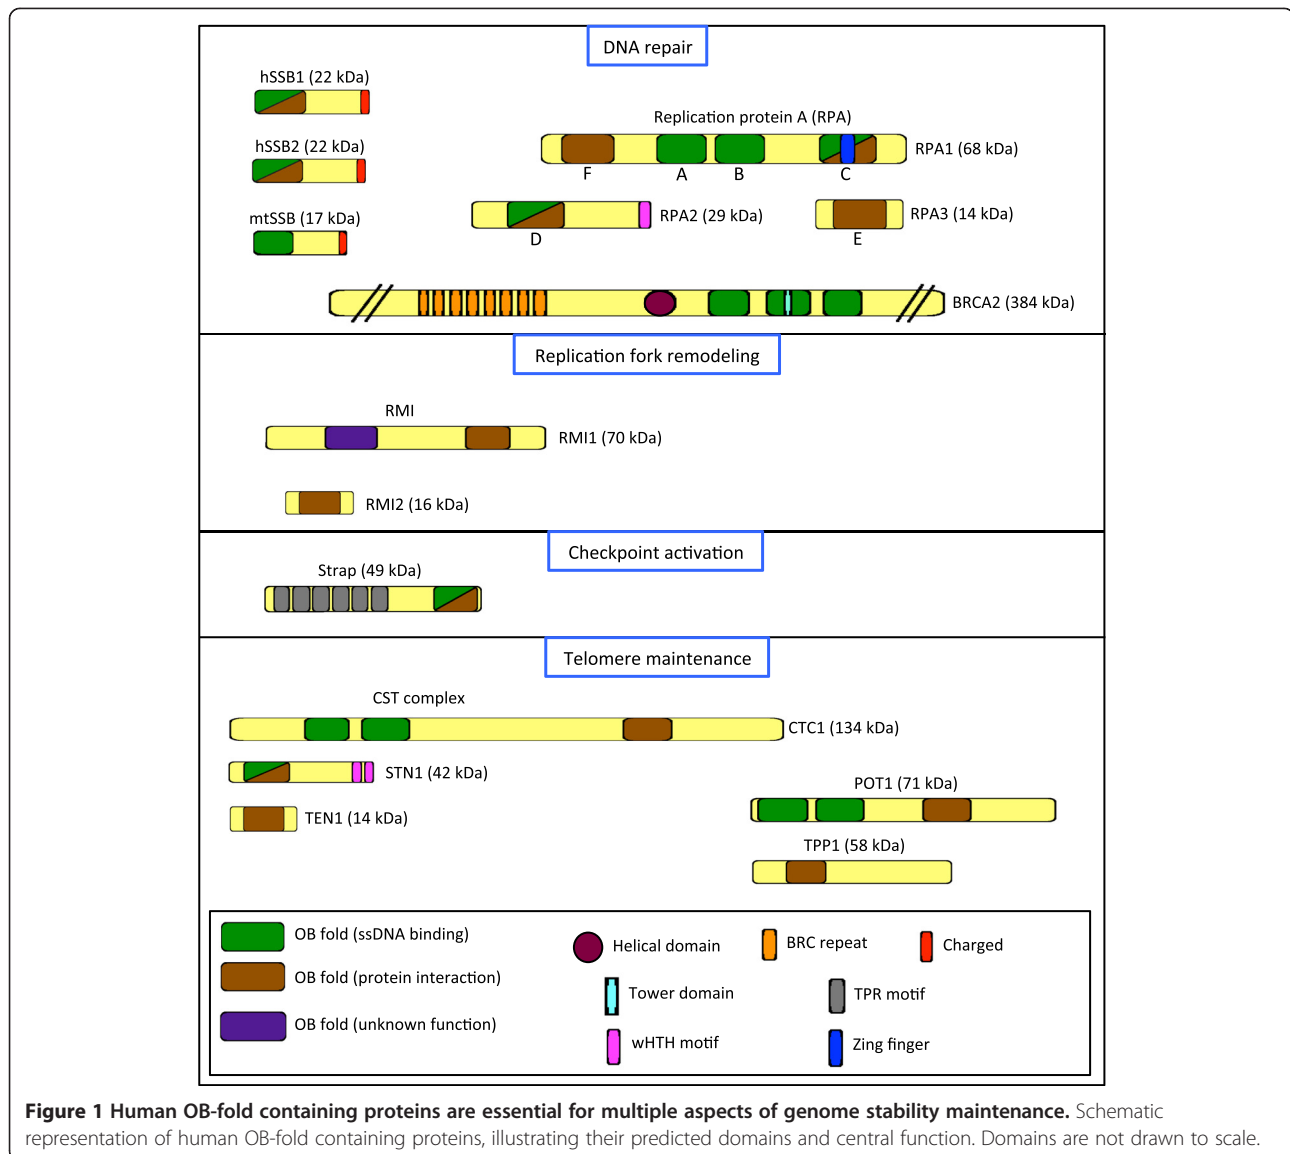 DNA repair
hSSB1 (22 kDa)
hSSB2 (22 kDa)
mtSSB (17 kDa)
Replication protein A (RPA)
RPA1 (68 kDa)
F
A
B
C
RPA2 (29 kDa)
D
RPA3 (14 kDa)
E
BRCA2 (384 kDa)
Replication fork remodeling
RMI
RMI1 (70 kDa)
RMI2 (16 kDa)
Checkpoint activation
Strap (49 kDa)
Telomere maintenance
CST complex
CTC1 (134 kDa)
STN1 (42 kDa)
TEN1 (14 kDa)
POT1 (71 kDa)
TPP1 (58 kDa)
OB fold (ssDNA binding)
OB fold (protein interaction)
OB fold (unknown function)
Helical domain
BRC repeat
Charged
Tower domain
TPR motif
wHTH motif
Zing finger
Figure 1 Human OB-fold containing proteins are essential for multiple aspects of genome stability maintenance. Schematic
representation of human OB-fold containing proteins, illustrating their predicted domains and central function. Domains are not drawn to scale.